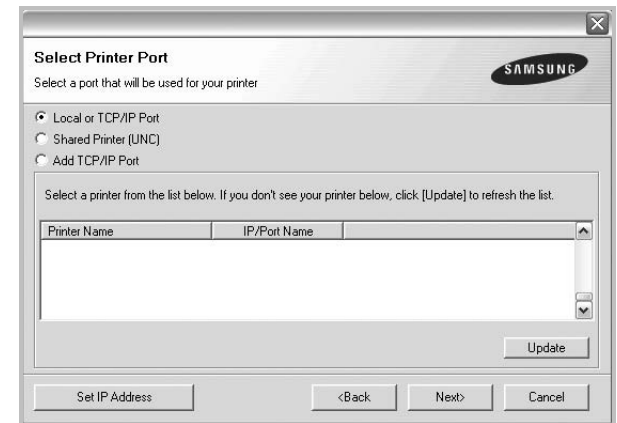 Select Printer Port
Select a port that will be used for your printer
SAMSUNG
Local or TCP/IP Port
Shared Printer (UNC)
Add TCP/IP Port
Select a printer from the list below. If you don't see your printer below, click [Update] to refresh the list.
Printer Name IP/Port Name
Update
Set IP Address <Back Next> Cancel